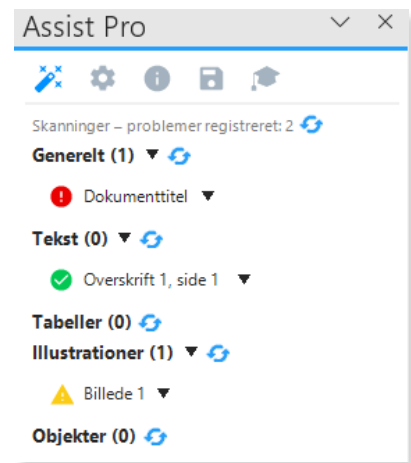 Assist Pro
Skanninger – problemer registreret: 2
Generelt (1)
Dokumenttitel
Tekst (0)
Overskrift 1, side 1
Tabeller (0)
Illustrationer (1)
Billede 1
Objekter (0)